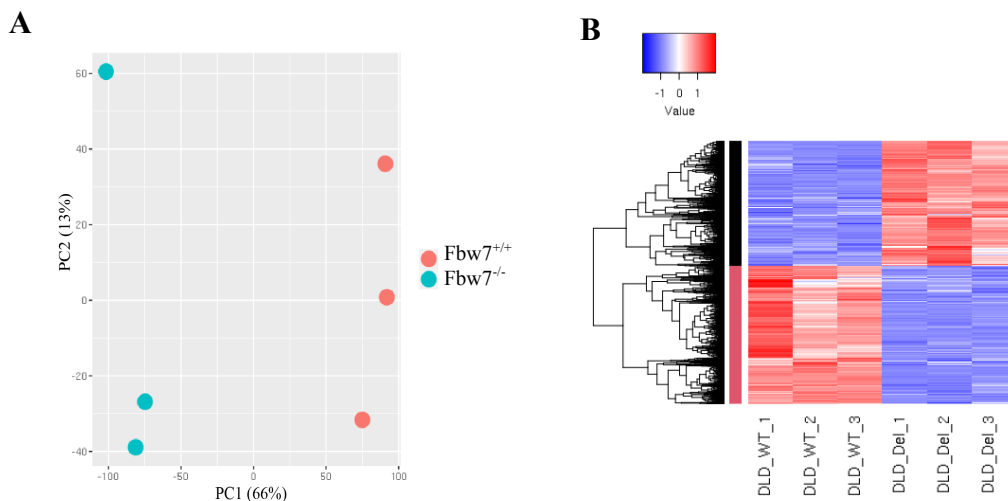 A
60
40
20
0
-20
-40
PC2 (13%)
-100
-50
0
50
100
PC1 (66%)
Fbw7+/+
Fbw7-/-
B
-1 0 1
Value
DLD_WT_1
DLD_WT_2
DLD_WT_3
DLD_Del_1
DLD_Del_2
DLD_Del_3